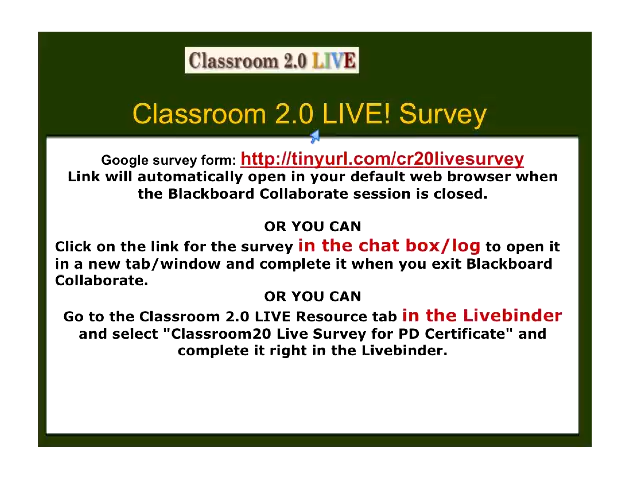 Classroom 2.0 LIVE
Classroom 2.0 LIVE! Survey
Google survey form: http://tinyurl.com/cr20livesurvey
Link will automatically open in your default web browser when
the Blackboard Collaborate session is closed.
OR YOU CAN
Click on the link for the survey in the chat box/log to open it
in a new tab/window and complete it when you exit Blackboard
Collaborate.
OR YOU CAN
Go to the Classroom 2.0 LIVE Resource tab in the Livebinder
and select "Classroom20 Live Survey for PD Certificate" and
complete it right in the Livebinder.